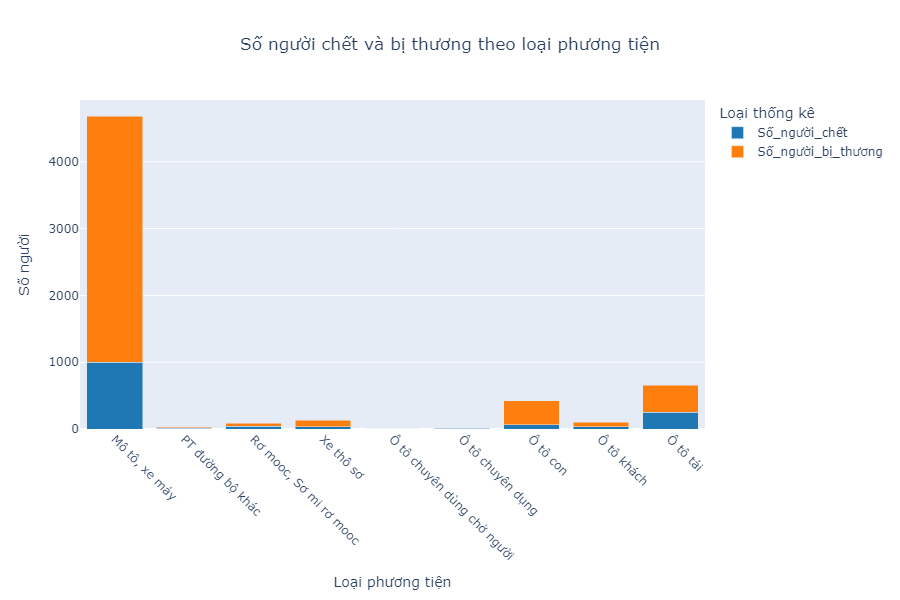 Số người chết và bị thương theo loại phương tiện
Loại thống kê
Số_người_chết
Số_người_bị_thương
Số người
4000
3000
2000
1000
0
Mô tô, xe máy
PT đường bộ khác
Rơ mooc, Sơ mi rơ mooc
Xe thô sơ
Ô tô chuyên dùng chở người
Ô tô chuyên dụng
Ô tô con
Ô tô khách
Ô tô tải
Loại phương tiện